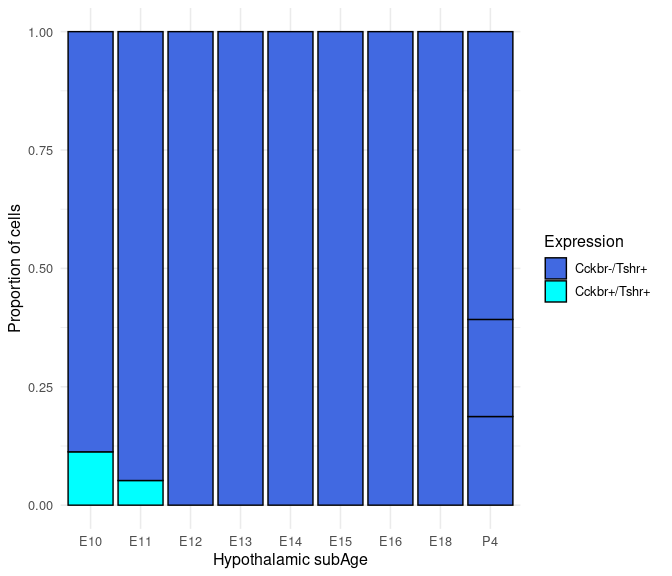 1.00
0.75
0.50
0.25
0.00
Proportion of cells
E10 E11 E12 E13 E14 E15 E16 E18 P4
Hypothalamic subAge
Expression
Cckbr-/Tshr+
Cckbr+/Tshr+